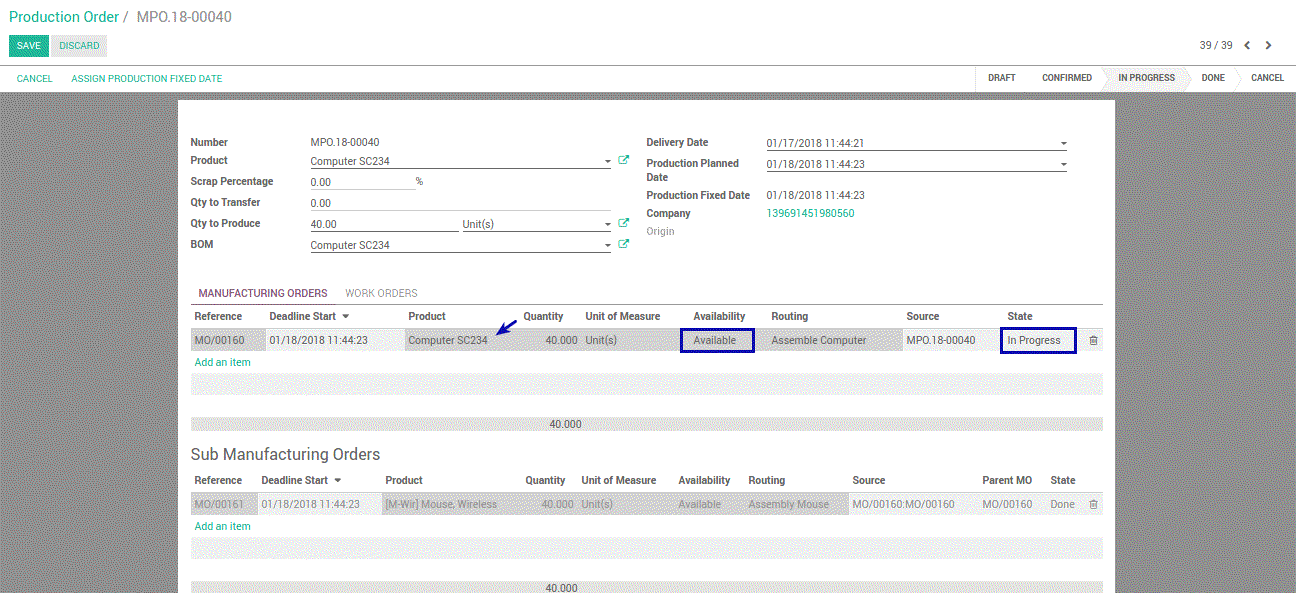 Production Order / MPO.18-00040
SAVE DISCARD 39 / 39
CANCEL ASSIGN PRODUCTION FIXED DATE DRAFT CONFIRMED IN PROGRESS DONE CANCEL
Number MPO.18-00040 Delivery Date 01/17/2018 11:44:21
Product Computer SC234 Production Planned Date 01/18/2018 11:44:23
Scrap Percentage 0.00 % Production Fixed Date 01/18/2018 11:44:23
Qty to Transfer 0.00 Company 139691451980560
Qty to Produce 40.00 Unit(s) Origin
BOM Computer SC234
MANUFACTURING ORDERS WORK ORDERS
Reference Deadline Start Product Quantity Unit of Measure Availability Routing Source State
MO/00160 01/18/2018 11:44:23 Computer SC234 40.000 Unit(s) Available Assemble Computer MPO.18-00040 In Progress
Add an item
40.000
Sub Manufacturing Orders
Reference Deadline Start Product Quantity Unit of Measure Availability Routing Source Parent MO State
MO/00161 01/18/2018 11:44:23 [M-Wir] Mouse, Wireless 40.000 Unit(s) Available Assembly Mouse MO/00160:MO/00160 MO/00160 Done
Add an item
40.000